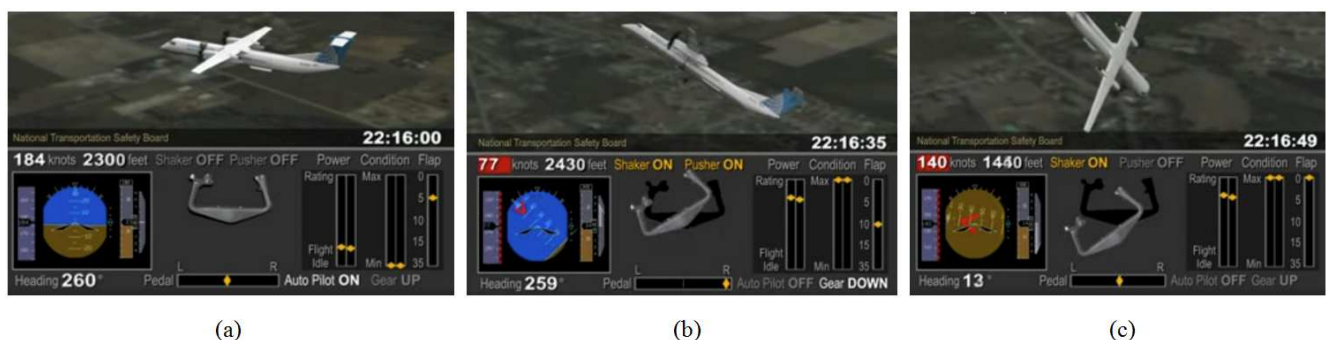 National Transportation Safety Board 22:16:00
184 knots 2300 feet Shaker OFF Pusher OFF Power Condition Flap
Rating Max 0
5
10
15
Flight
Idle Min 35
L R
Heading 260° Pedal Auto Pilot ON Gear UP
(a)
National Transportation Safety Board 22:16:35
77 knots 2430 feet Shaker ON Pusher ON Power Condition Flap
Rating Max 0
5
10
15
Flight
Idle Min 35
L R
Heading 259° Pedal Auto Pilot OFF Gear DOWN
(b)
National Transportation Safety Board 22:16:49
140 knots 1440 feet Shaker ON Pusher OFF Power Condition Flap
Rating Max 0
5
10
15
Flight
Idle Min 35
L R
Heading 13° Pedal Auto Pilot OFF Gear UP
(c)